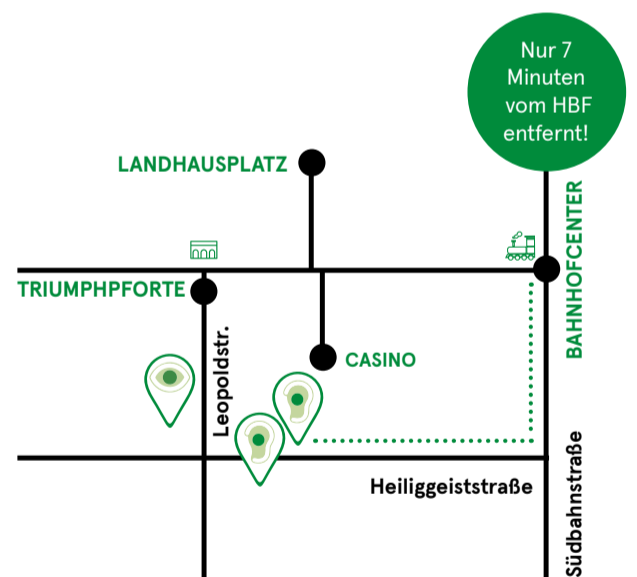 Nur 7
Minuten
vom HBF
entfernt!
LANDHAUSPLATZ
BAHNHOFCENTER
TRIUMPHPFORTE
Leopoldstr.
CASINO
Heiliggeiststraße
Südbahnstraße